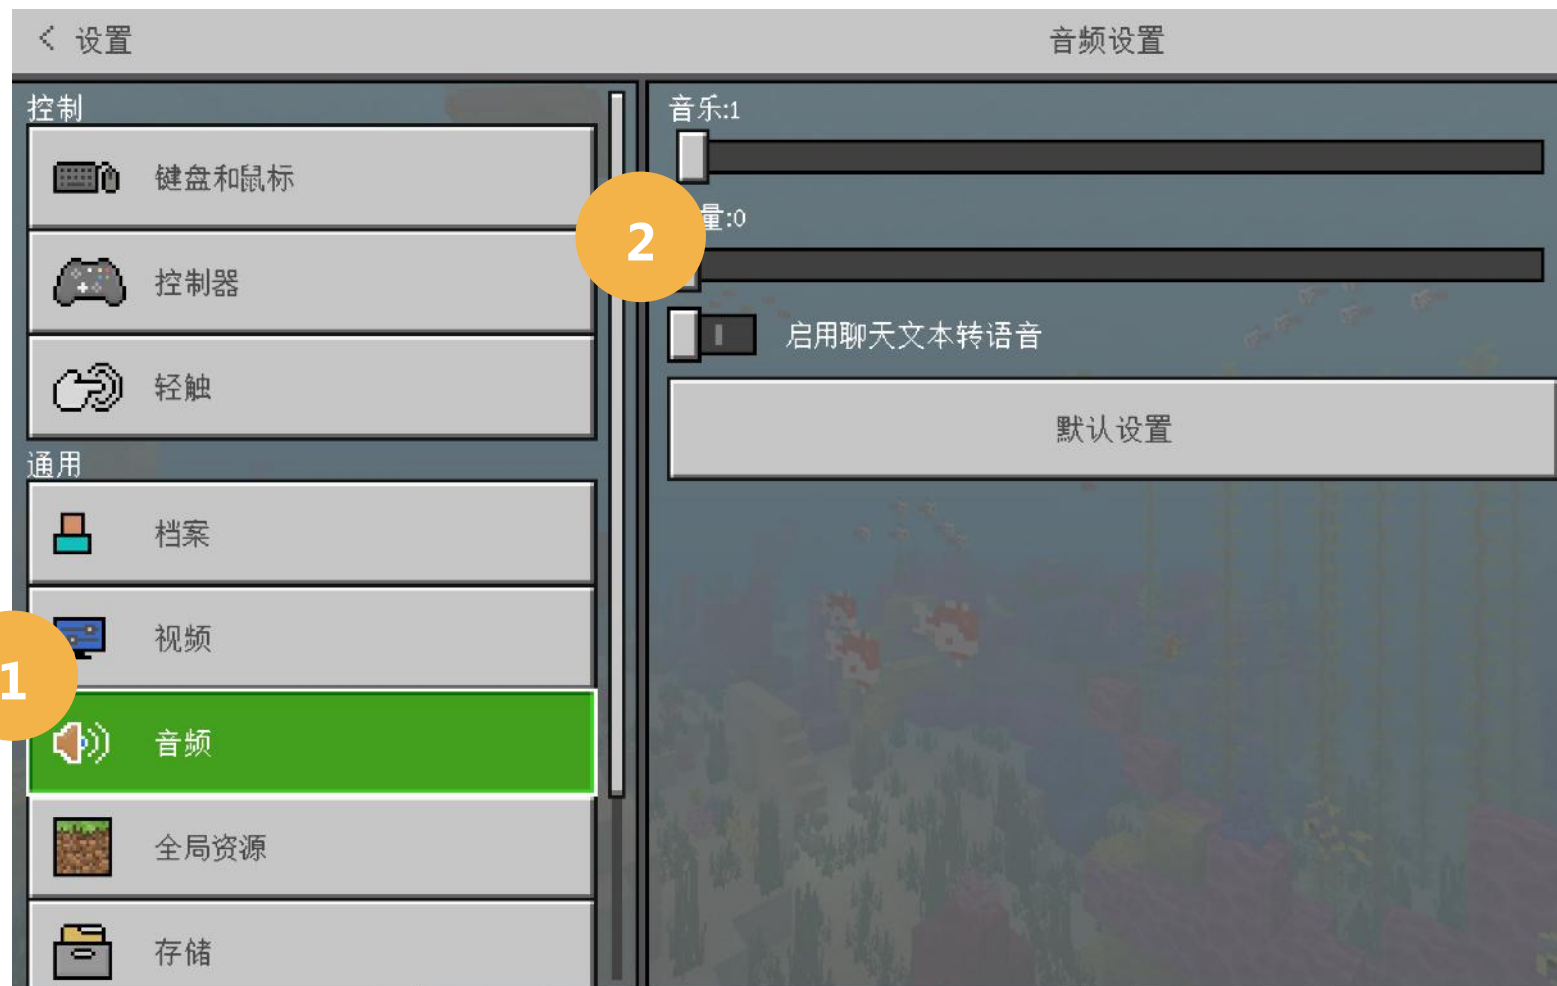 设置
音频设置
控制
键盘和鼠标
控制器
轻触
通用
档案
视频
音频
全局资源
存储
1
2
音乐:1
量:0
启用聊天文本转语音
默认设置